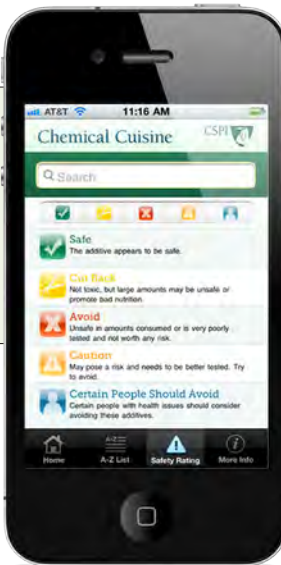 AT&T 11:16 AM
Chemical Cuisine CSPI
Search
Safe
The additive appears to be safe.
Cut Back
Not toxic, but large amounts may be unsafe or
promote bad nutrition.
Avoid
Unsafe in amounts consumed or is very poorly
tested and not worth any risk.
Caution
May pose a risk and needs to be better tested. Try
to avoid.
Certain People Should Avoid
Certain people with health issues should consider
avoiding these additives.
Home A-Z List Safety Rating More Info